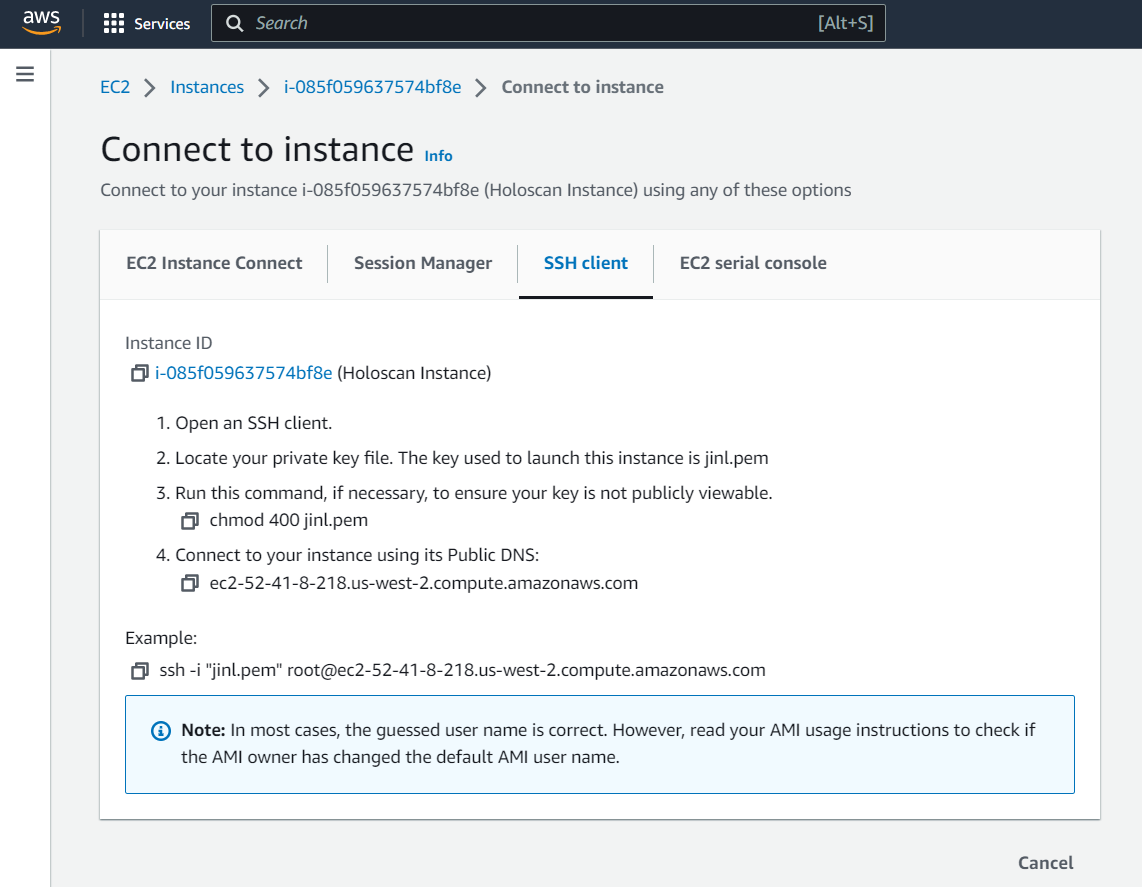 aws
Services
Search
[Alt+S]
EC2 > Instances > i-085f059637574bf8e > Connect to instance
Connect to instance Info
Connect to your instance i-085f059637574bf8e (Holoscan Instance) using any of these options
EC2 Instance Connect
Session Manager
SSH client
EC2 serial console
Instance ID
i-085f059637574bf8e (Holoscan Instance)
1. Open an SSH client.
2. Locate your private key file. The key used to launch this instance is jinl.pem
3. Run this command, if necessary, to ensure your key is not publicly viewable.
chmod 400 jinl.pem
4. Connect to your instance using its Public DNS:
ec2-52-41-8-218.us-west-2.compute.amazonaws.com
Example:
ssh -i "jinl.pem" root@ec2-52-41-8-218.us-west-2.compute.amazonaws.com
Note: In most cases, the guessed user name is correct. However, read your AMI usage instructions to check if
the AMI owner has changed the default AMI user name.
Cancel